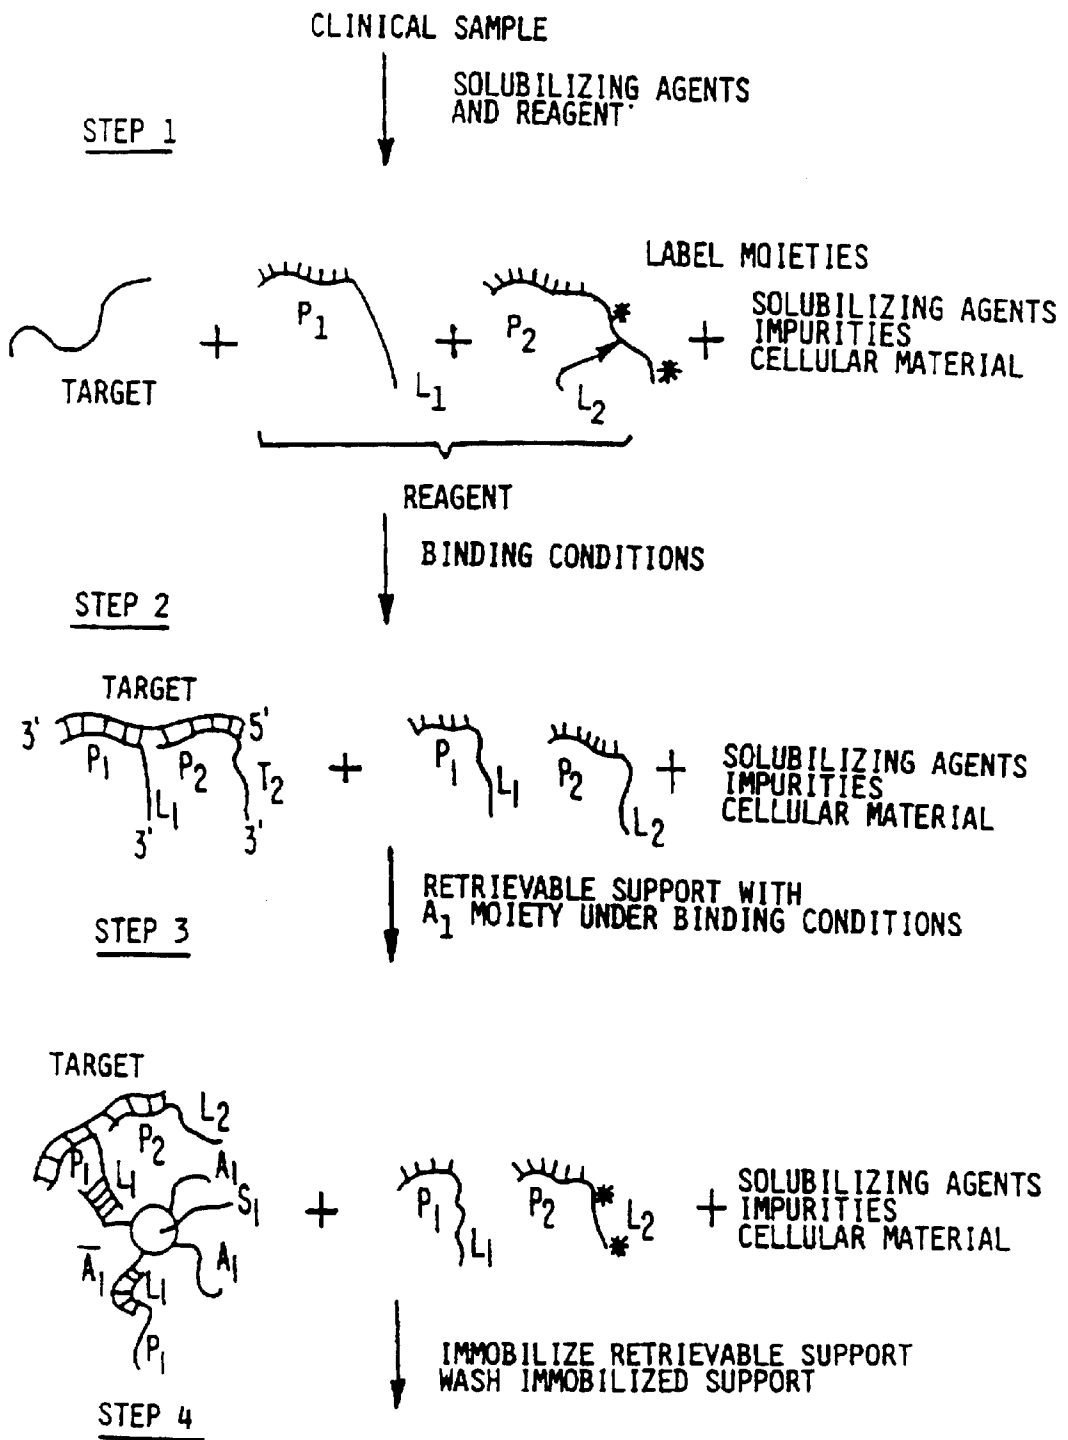 CLINICAL SAMPLE
SOLUBILIZING AGENTS
AND REAGENT
STEP 1
LABEL MOIETIES
P1
P2
SOLUBILIZING AGENTS
IMPURITIES
CELLULAR MATERIAL
+
+
+
*
*
TARGET
L1
L2
REAGENT
BINDING CONDITIONS
STEP 2
TARGET
3'
5'
P1
P2
T2
L1
3'
3'
+
P1
L1
P2
L2
+
SOLUBILIZING AGENTS
IMPURITIES
CELLULAR MATERIAL
RETRIEVABLE SUPPORT WITH
A1 MOIETY UNDER BINDING CONDITIONS
STEP 3
TARGET
L2
P2
P1
L1
A1
S1
A̅1
L1
A1
P1
+
P1
L1
P2
*
*
L2
+
SOLUBILIZING AGENTS
IMPURITIES
CELLULAR MATERIAL
IMMOBILIZE RETRIEVABLE SUPPORT
WASH IMMOBILIZED SUPPORT
STEP 4